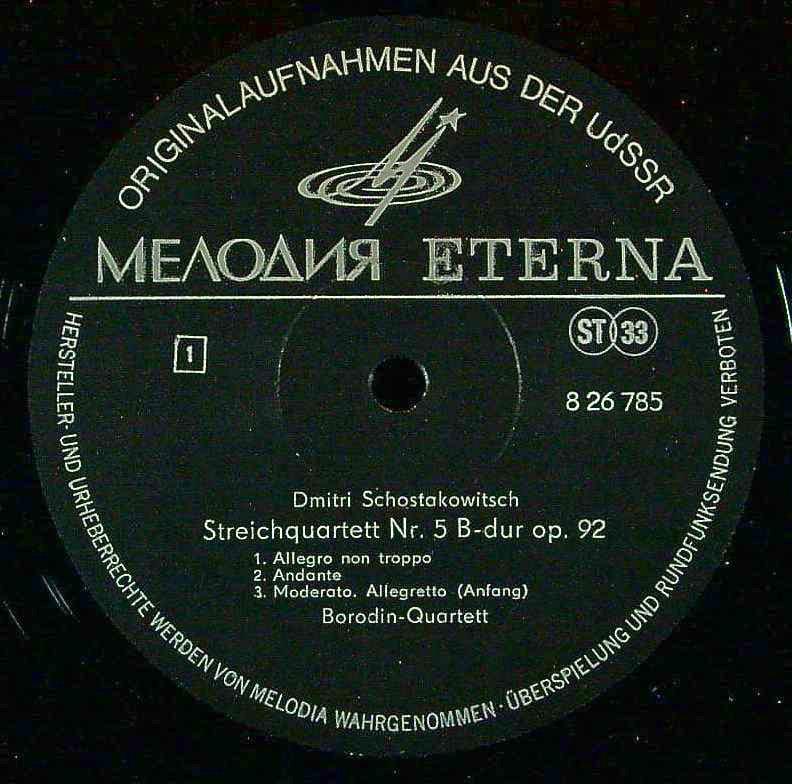 ORIGINALAUFNAHMEN AUS DER UdSSR
МЕЛОДИЯ ETERNA
1
ST 33
8 26 785
Dmitri Schostakowitsch
Streichquartett Nr. 5 B-dur op. 92
1. Allegro non troppo
2. Andante
3. Moderato. Allegretto (Anfang)
Borodin-Quartett
HERSTELLER- UND URHEBERRECHTE WERDEN VON MELODIA WAHRGENOMMEN · ÜBERSPIELUNG UND RUNDFUNKSENDUNG VERBOTEN